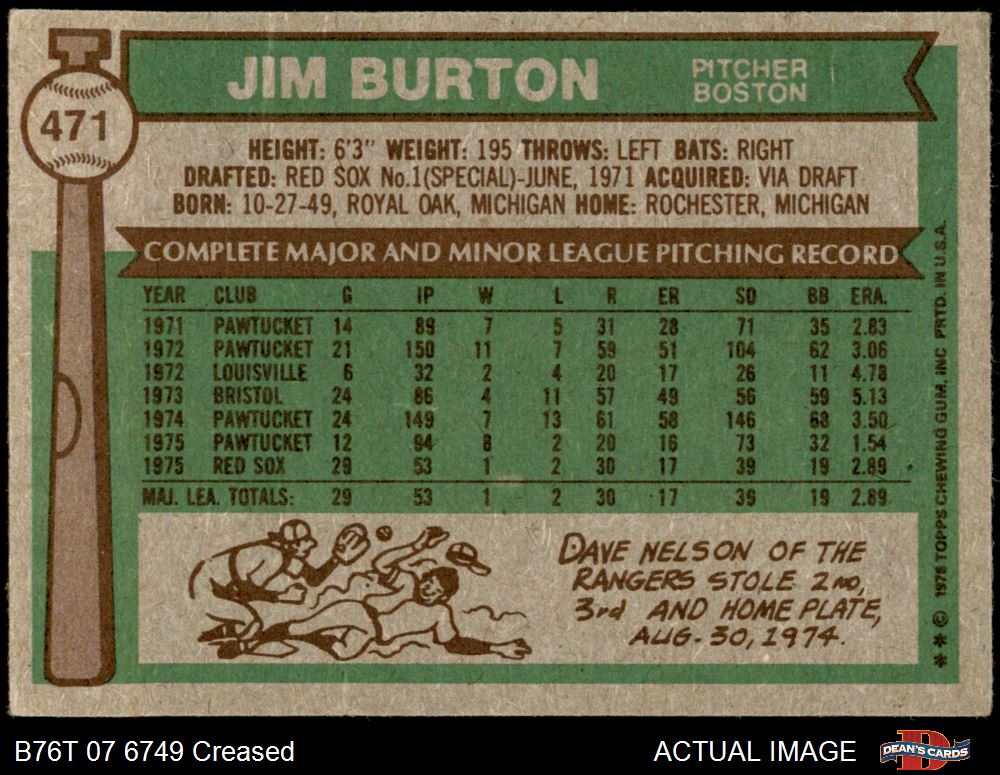 471
JIM BURTON
PITCHER
BOSTON
HEIGHT: 6'3" WEIGHT: 195 THROWS: LEFT BATS: RIGHT
DRAFTED: RED SOX No.1(SPECIAL)-JUNE, 1971 ACQUIRED: VIA DRAFT
BORN: 10-27-49, ROYAL OAK, MICHIGAN HOME: ROCHESTER, MICHIGAN
COMPLETE MAJOR AND MINOR LEAGUE PITCHING RECORD
YEAR CLUB G IP W L R ER SO BB ERA.
1971 PAWTUCKET 14 89 7 5 31 28 71 35 2.83
1972 PAWTUCKET 21 150 11 7 59 51 104 62 3.06
1972 LOUISVILLE 6 32 2 4 20 17 26 11 4.78
1973 BRISTOL 24 86 4 11 57 49 56 59 5.13
1974 PAWTUCKET 24 149 7 13 61 58 146 68 3.50
1975 PAWTUCKET 12 94 8 2 20 16 73 32 1.54
1975 RED SOX 29 53 1 2 30 17 39 19 2.89
MAJ. LEA. TOTALS: 29 53 1 2 30 17 39 19 2.89
DAVE NELSON OF THE
RANGERS STOLE 2ND,
3rd AND HOME PLATE,
AUG. 30, 1974.
** © 1976 TOPPS CHEWING GUM, INC PRTD. IN U.S.A.
B76T 07 6749 Creased
ACTUAL IMAGE
D
DEAN'S CARDS